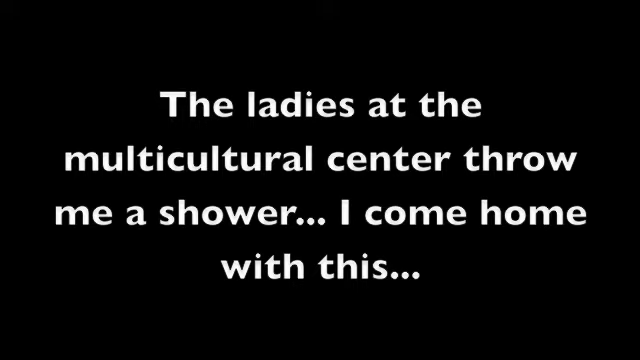 The ladies at the
multicultural center throw
me a shower... I come home
with this...